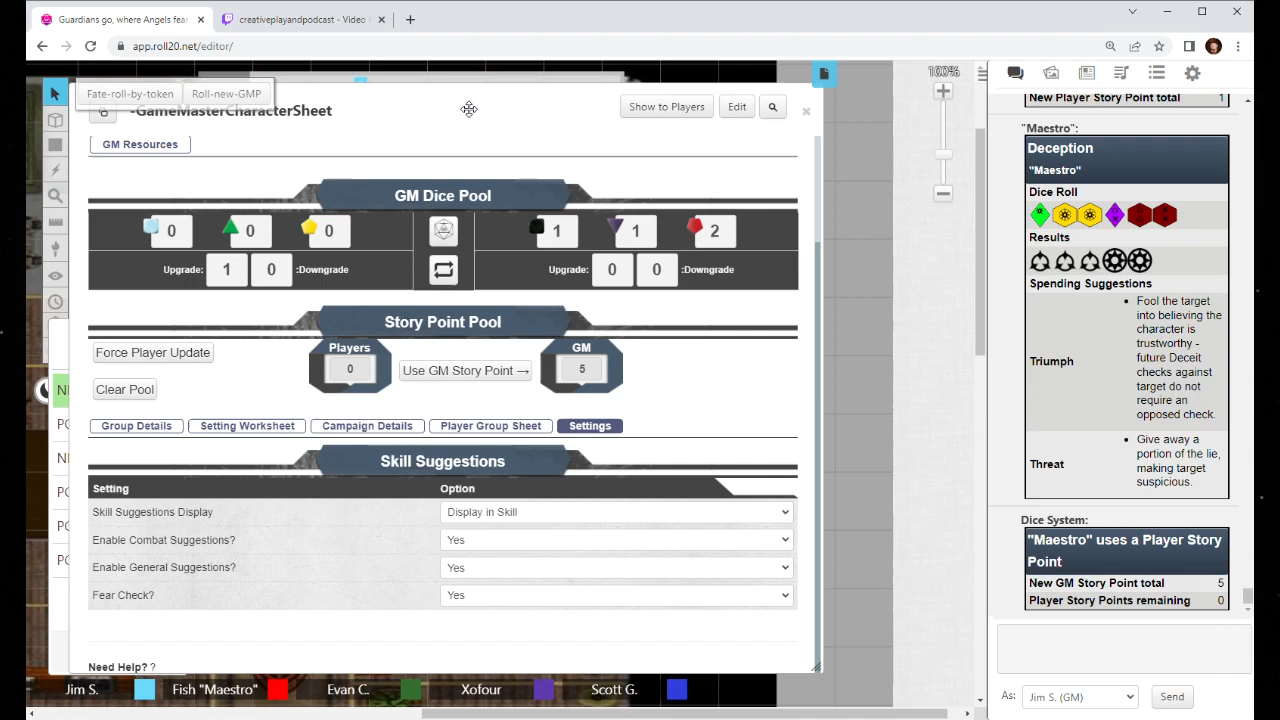 Guardians go, where Angels fear
creativeplayandpodcast - Video
app.roll20.net/editor/
Fate-roll-by-token
Roll-new-GMP
-GameMasterCharacterSheet
Show to Players
Edit
GM Resources
GM Dice Pool
0 0 0 1 1 2
Upgrade: 1 0 :Downgrade
Upgrade: 0 0 :Downgrade
Story Point Pool
Force Player Update
Clear Pool
Players
0
Use GM Story Point →
GM
5
Group Details
Setting Worksheet
Campaign Details
Player Group Sheet
Settings
Skill Suggestions
Setting Option
Skill Suggestions Display Display in Skill
Enable Combat Suggestions? Yes
Enable General Suggestions? Yes
Fear Check? Yes
Need Help? ?
Jim S.
Fish "Maestro"
Evan C.
Xofour
Scott G.
100%
New Player Story Point total 1
"Maestro":
Deception
"Maestro"
Dice Roll
Results
Spending Suggestions
Triumph
• Fool the target
into believing the
character is
trustworthy -
future Deceit
checks against
target do not
require an
opposed check.
Threat
• Give away a
portion of the lie,
making target
suspicious.
Dice System:
"Maestro" uses a Player Story
Point
New GM Story Point total 5
Player Story Points remaining 0
As: Jim S. (GM)
Send